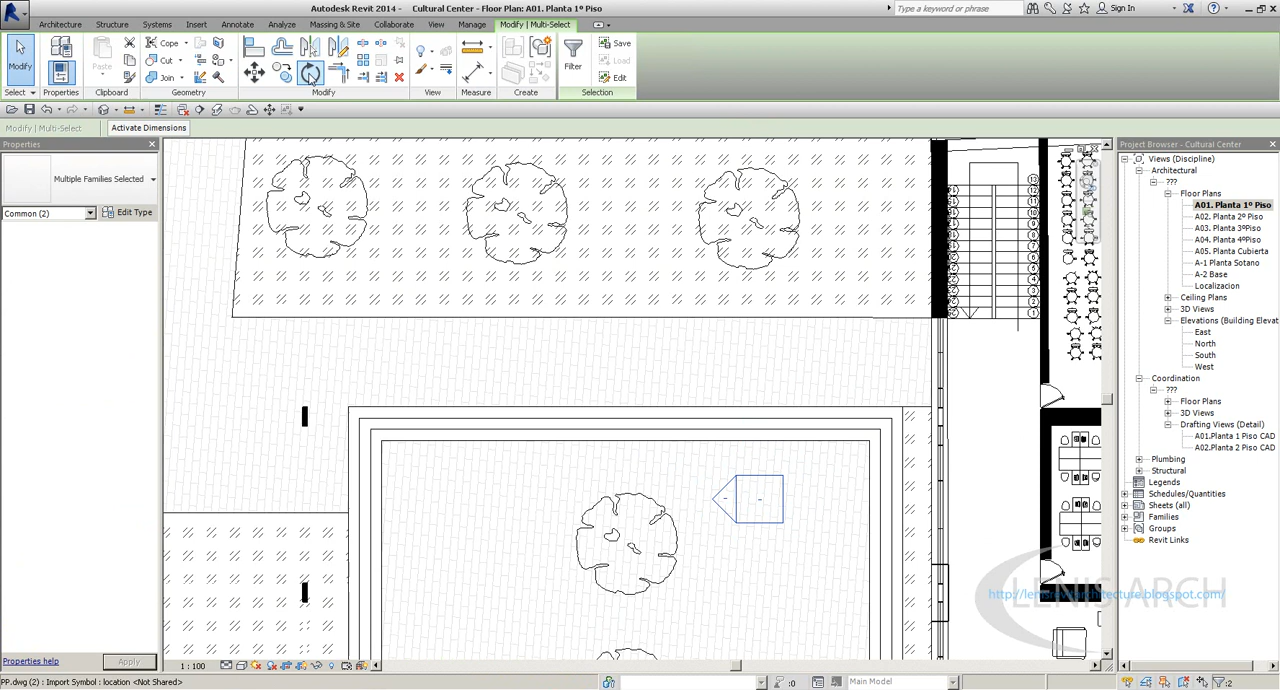 Autodesk Revit 2014 - Cultural Center - Floor Plan: A01. Planta 1º Piso
Type a keyword or phrase
Sign In
Architecture Structure Systems Insert Annotate Analyze Massing & Site Collaborate View Manage Modify | Multi-Select
Modify
Paste
Cope
Cut
Join
Filter
Save
Load
Edit
Select
Properties
Clipboard
Geometry
Modify
View
Measure
Create
Selection
Modify | Multi-Select
Activate Dimensions
Properties
Multiple Families Selected
Common (2)
Edit Type
Properties help
Apply
Project Browser - Cultural Center
Views (Discipline)
Architectural
???
Floor Plans
A01. Planta 1º Piso
A02. Planta 2º Piso
A03. Planta 3ºPiso
A04. Planta 4ºPiso
A05. Planta Cubierta
A-1 Planta Sotano
A-2 Base
Localizacion
Ceiling Plans
3D Views
Elevations (Building Elevat
East
North
South
West
Coordination
???
Floor Plans
3D Views
Drafting Views (Detail)
A01.Planta 1 Piso CAD
A02.Planta 2 Piso CAD
Plumbing
Structural
Legends
Schedules/Quantities
Sheets (all)
Families
Groups
Revit Links
LENIS ARCH
http://lenisrevitarchitecture.blogspot.com/
1 : 100
PP.dwg (2) : Import Symbol : location <Not Shared>
:0
Main Model
:2